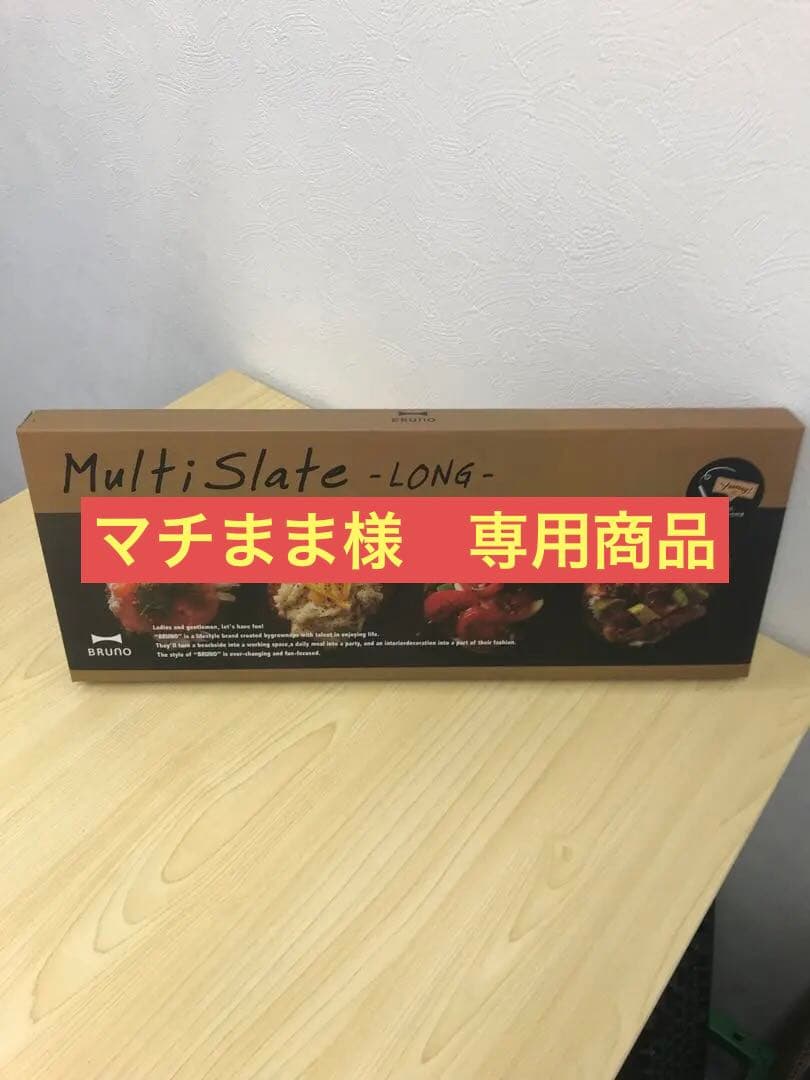 BRUNO
Multi Slate -LONG-
Yummy!
マチまま様　専用商品
Ladies and gentlemen, let's have fun!
"BRUNO" is a lifestyle brand created bygrownups with talent in enjoying life.
They'll turn a beachside into a working space,a daily meal into a party, and an interiordecoration into a part of their fashion.
The style of "BRUNO" is ever-changing and fun-focused.
BRUNO